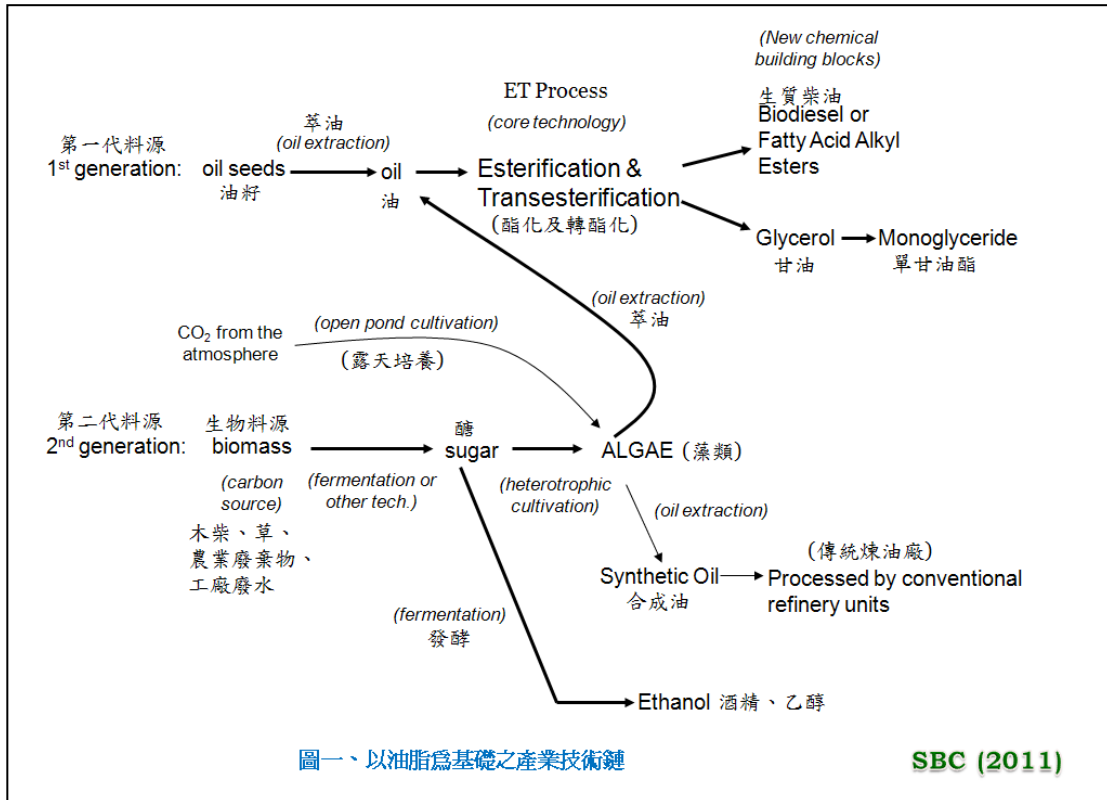 (New chemical
building blocks)
ET Process
(core technology)
生質柴油
Biodiesel or
Fatty Acid Alkyl
Esters
萃油
(oil extraction)
第一代料源
1st generation:
oil seeds
油籽
oil
油
Esterification &
Transesterification
(酯化及轉酯化)
Glycerol
甘油
Monoglyceride
單甘油酯
(oil extraction)
萃油
CO2 from the
atmosphere
(open pond cultivation)
(露天培養)
第二代料源
2nd generation:
生物料源
biomass
(carbon
source)
木柴、草、
農業廢棄物、
工廠廢水
(fermentation or
other tech.)
醣
sugar
(heterotrophic
cultivation)
ALGAE (藻類)
(oil extraction)
Synthetic Oil
合成油
(傳統煉油廠)
Processed by conventional
refinery units
(fermentation)
發酵
Ethanol 酒精、乙醇
圖一、以油脂為基礎之產業技術鏈
SBC (2011)